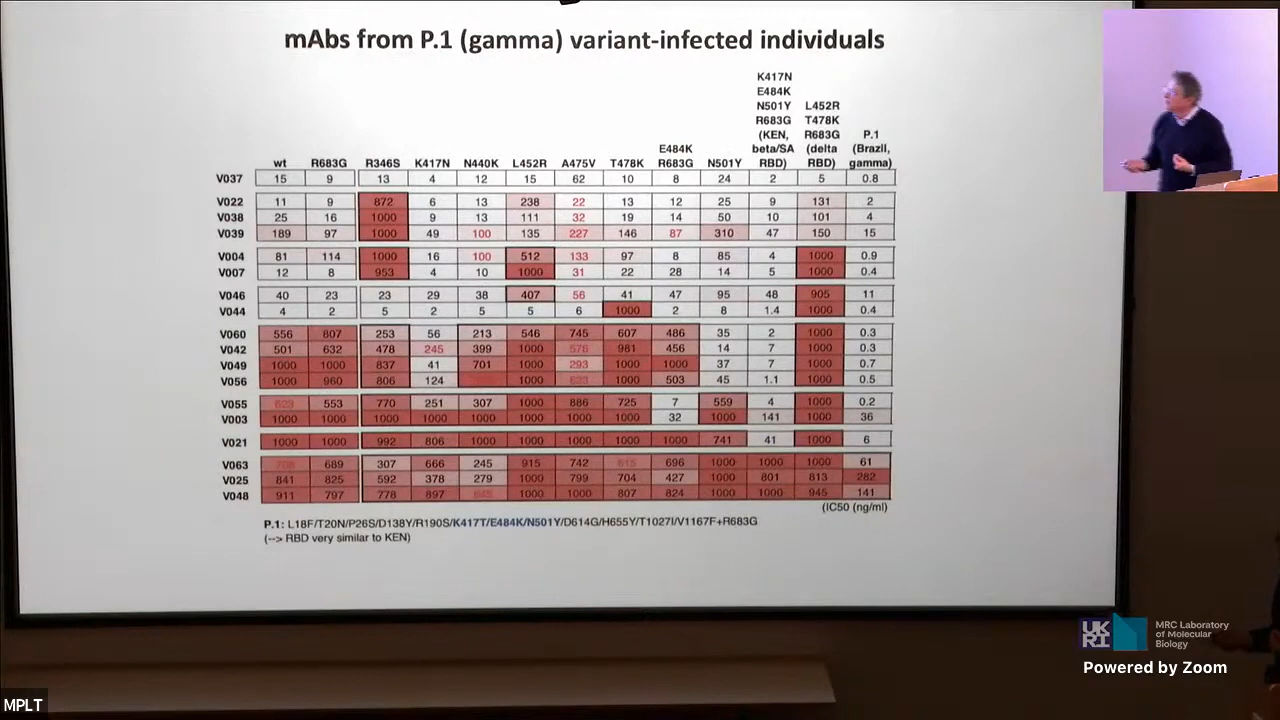 mAbs from P.1 (gamma) variant-infected individuals
K417N
E484K
N501Y L452R
R683G T478K
(KEN, R683G P.1
E484K beta/SA (delta (Brazil,
wt R683G R346S K417N N440K L452R A475V T478K R683G N501Y RBD) RBD) gamma)
V037 15 9 13 4 12 15 62 10 8 24 2 5 0.8
V022 11 9 872 6 13 238 22 13 12 25 9 131 2
V038 25 16 1000 9 13 111 32 19 14 50 10 101 4
V039 189 97 1000 49 100 135 227 146 87 310 47 150 15
V004 81 114 1000 16 100 512 133 97 8 85 4 1000 0.9
V007 12 8 953 4 10 1000 31 22 28 14 5 1000 0.4
V046 40 23 23 29 38 407 56 41 47 95 48 905 11
V044 4 2 5 2 5 5 6 1000 2 8 1.4 1000 0.4
V060 556 807 253 56 213 546 745 607 486 35 2 1000 0.3
V042 501 632 478 245 399 1000 576 981 456 14 7 1000 0.3
V049 1000 1000 837 41 701 1000 293 1000 1000 37 7 1000 0.7
V056 1000 960 806 124 1000 1000 503 45 1.1 1000 0.5
V055 553 770 251 307 1000 886 725 7 559 4 1000 0.2
V003 1000 1000 1000 1000 1000 1000 1000 1000 32 1000 141 1000 36
V021 1000 1000 992 806 1000 1000 1000 1000 1000 741 41 1000 6
V063 689 307 666 245 915 742 696 1000 1000 1000 61
V025 841 825 592 378 279 1000 799 704 427 1000 801 813 282
V048 911 797 778 897 1000 1000 807 824 1000 1000 945 141
(IC50 (ng/ml)
P.1: L18F/T20N/P26S/D138Y/R190S/K417T/E484K/N501Y/D614G/H655Y/T1027I/V1167F+R683G
(--> RBD very similar to KEN)
UKRI
MRC Laboratory
of Molecular
Biology
Powered by Zoom
MPLT